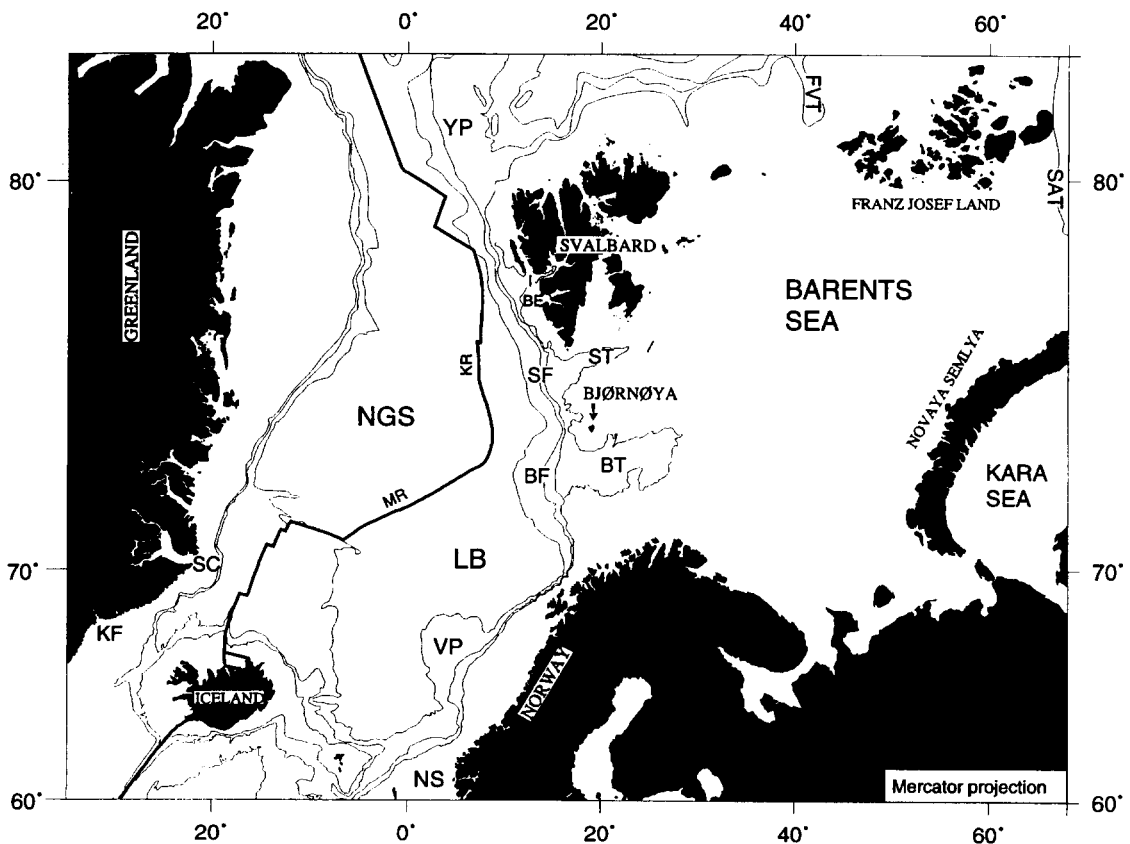 20° 0° 20° 40° 60°
FVT
YP
80° 80°
SAT
FRANZ JOSEF LAND
GREENLAND
SVALBARD
I
BE
BARENTS
SEA
ST
KR
SF
BJØRNØYA
NOVAYA SEMLYA
NGS
BT
BF
KARA
SEA
MR
SC
LB
70° 70°
KF
VP
NORWAY
ICELAND
NS
Mercator projection
60° 60°
20° 0° 20° 40° 60°